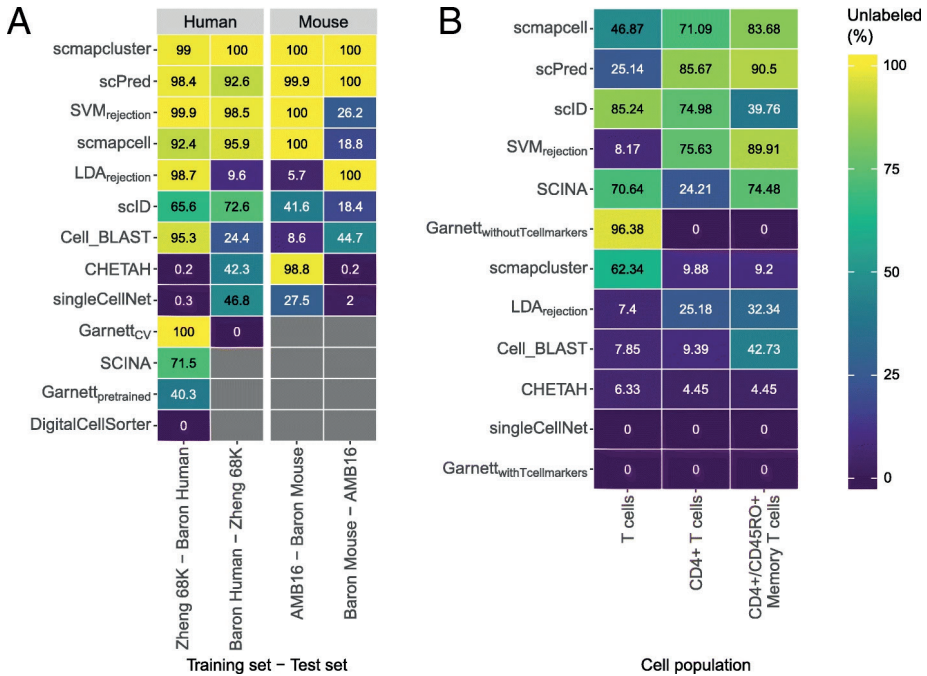 A
Human Mouse
scmapcluster 99 100 100 100
scPred 98.4 92.6 99.9 100
SVMrejection 99.9 98.5 100 26.2
scmapcell 92.4 95.9 100 18.8
LDArejection 98.7 9.6 5.7 100
scID 65.6 72.6 41.6 18.4
Cell_BLAST 95.3 24.4 8.6 44.7
CHETAH 0.2 42.3 98.8 0.2
singleCellNet 0.3 46.8 27.5 2
GarnettCV 100 0
SCINA 71.5
Garnettpretrained 40.3
DigitalCellSorter 0
Zheng 68K – Baron Human
Baron Human – Zheng 68K
AMB16 – Baron Mouse
Baron Mouse – AMB16
Training set – Test set
B
scmapcell 46.87 71.09 83.68
scPred 25.14 85.67 90.5
scID 85.24 74.98 39.76
SVMrejection 8.17 75.63 89.91
SCINA 70.64 24.21 74.48
GarnettwithoutTcellmarkers 96.38 0 0
scmapcluster 62.34 9.88 9.2
LDArejection 7.4 25.18 32.34
Cell_BLAST 7.85 9.39 42.73
CHETAH 6.33 4.45 4.45
singleCellNet 0 0 0
GarnettwithTcellmarkers 0 0 0
T cells
CD4+ T cells
CD4+/CD45RO+
Memory T cells
Cell population
Unlabeled
(%)
100
75
50
25
0